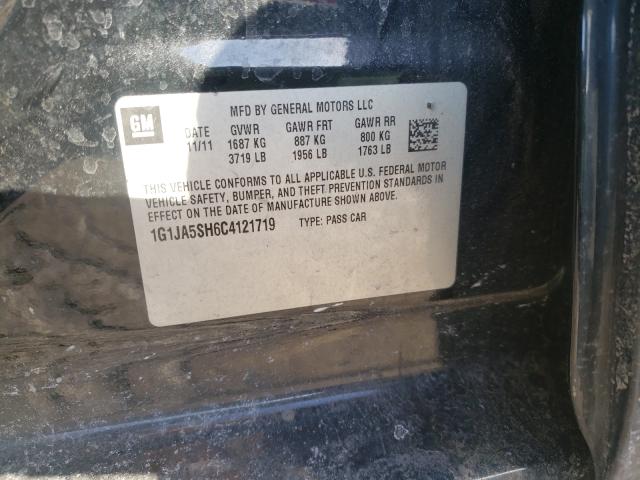 GM
MFD BY GENERAL MOTORS LLC
DATE GVWR GAWR FRT GAWR RR
11/11 1687 KG 887 KG 800 KG
3719 LB 1956 LB 1763 LB
THIS VEHICLE CONFORMS TO ALL APPLICABLE U.S. FEDERAL MOTOR
VEHICLE SAFETY, BUMPER, AND THEFT PREVENTION STANDARDS IN
EFFECT ON THE DATE OF MANUFACTURE SHOWN ABOVE.
1G1JA5SH6C4121719 TYPE: PASS CAR